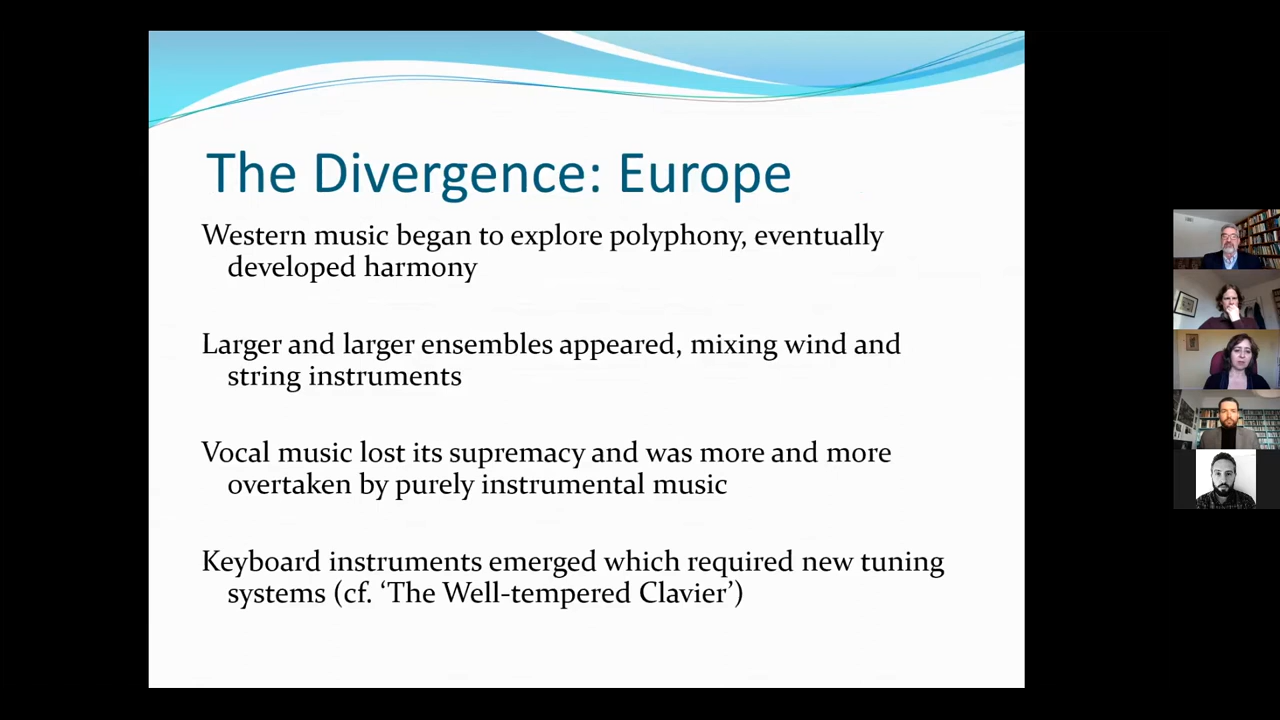 The Divergence: Europe
Western music began to explore polyphony, eventually
developed harmony
Larger and larger ensembles appeared, mixing wind and
string instruments
Vocal music lost its supremacy and was more and more
overtaken by purely instrumental music
Keyboard instruments emerged which required new tuning
systems (cf. ‘The Well-tempered Clavier’)